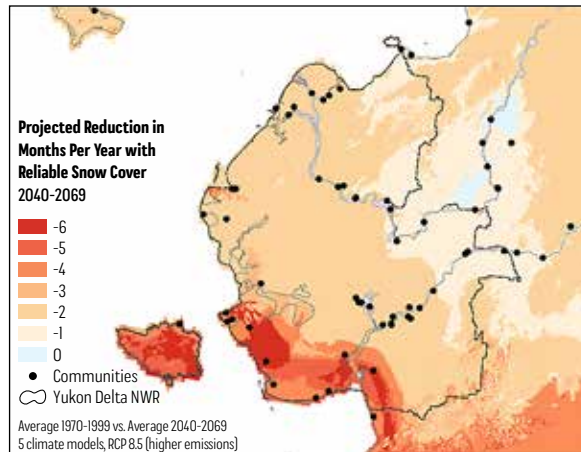 Projected Reduction in
Months Per Year with
Reliable Snow Cover
2040-2069
-6
-5
-4
-3
-2
-1
0
Communities
Yukon Delta NWR
Average 1970-1999 vs. Average 2040-2069
5 climate models, RCP 8.5 (higher emissions)